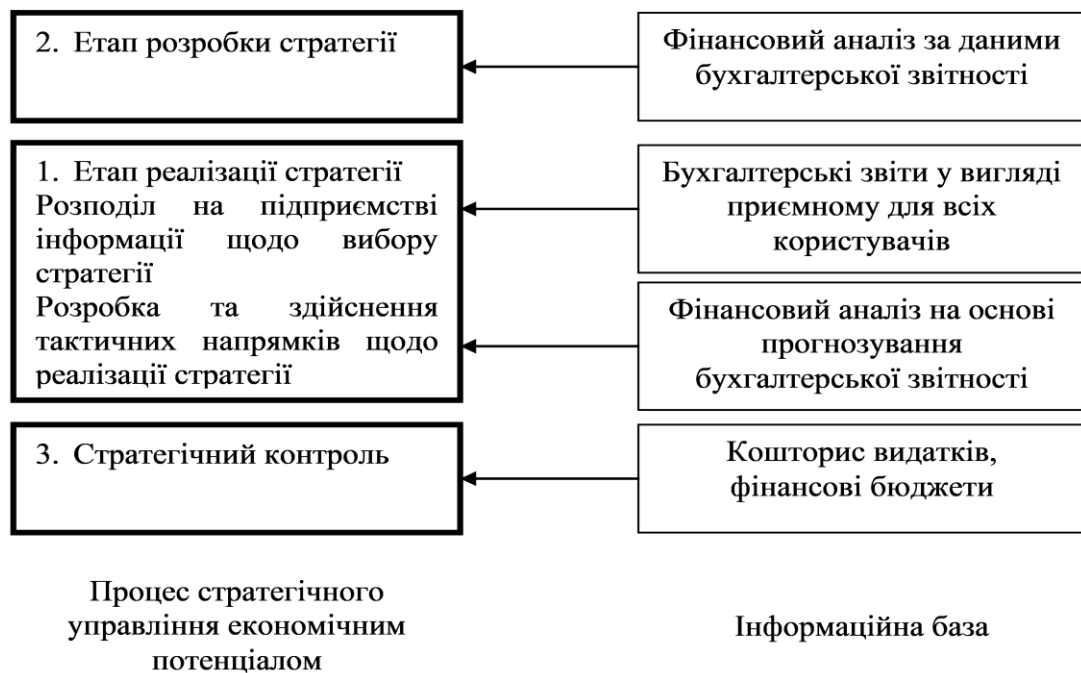 2. Етап розробки стратегії
Фінансовий аналіз за даними
бухгалтерської звітності
1. Етап реалізації стратегії
Розподіл на підприємстві
інформації щодо вибору
стратегії
Розробка та здійснення
тактичних напрямків щодо
реалізації стратегії
Бухгалтерські звіти у вигляді
приємному для всіх
користувачів
Фінансовий аналіз на основі
прогнозування
бухгалтерської звітності
3. Стратегічний контроль
Кошторис видатків,
фінансові бюджети
Процес стратегічного
управління економічним
потенціалом
Інформаційна база